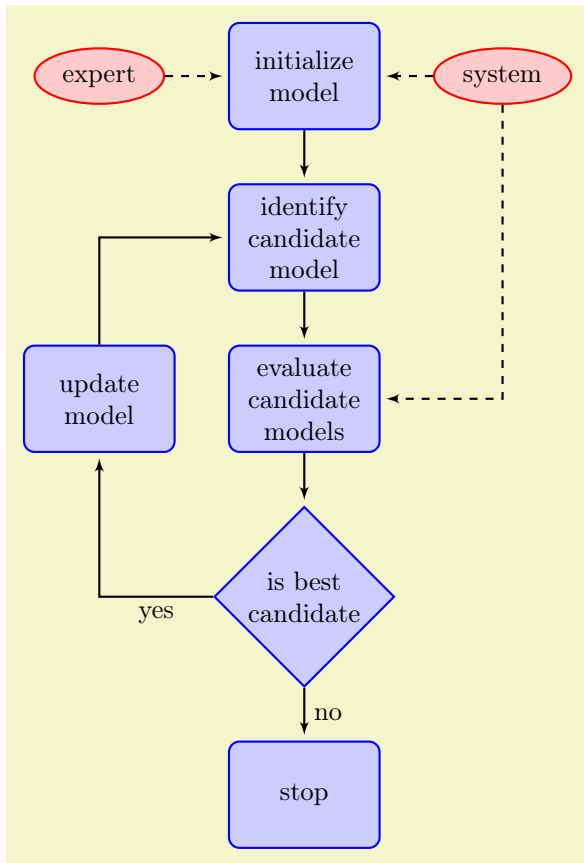 expert
initialize
model
system
identify
candidate
model
update
model
evaluate
candidate
models
is best
candidate
yes
no
stop